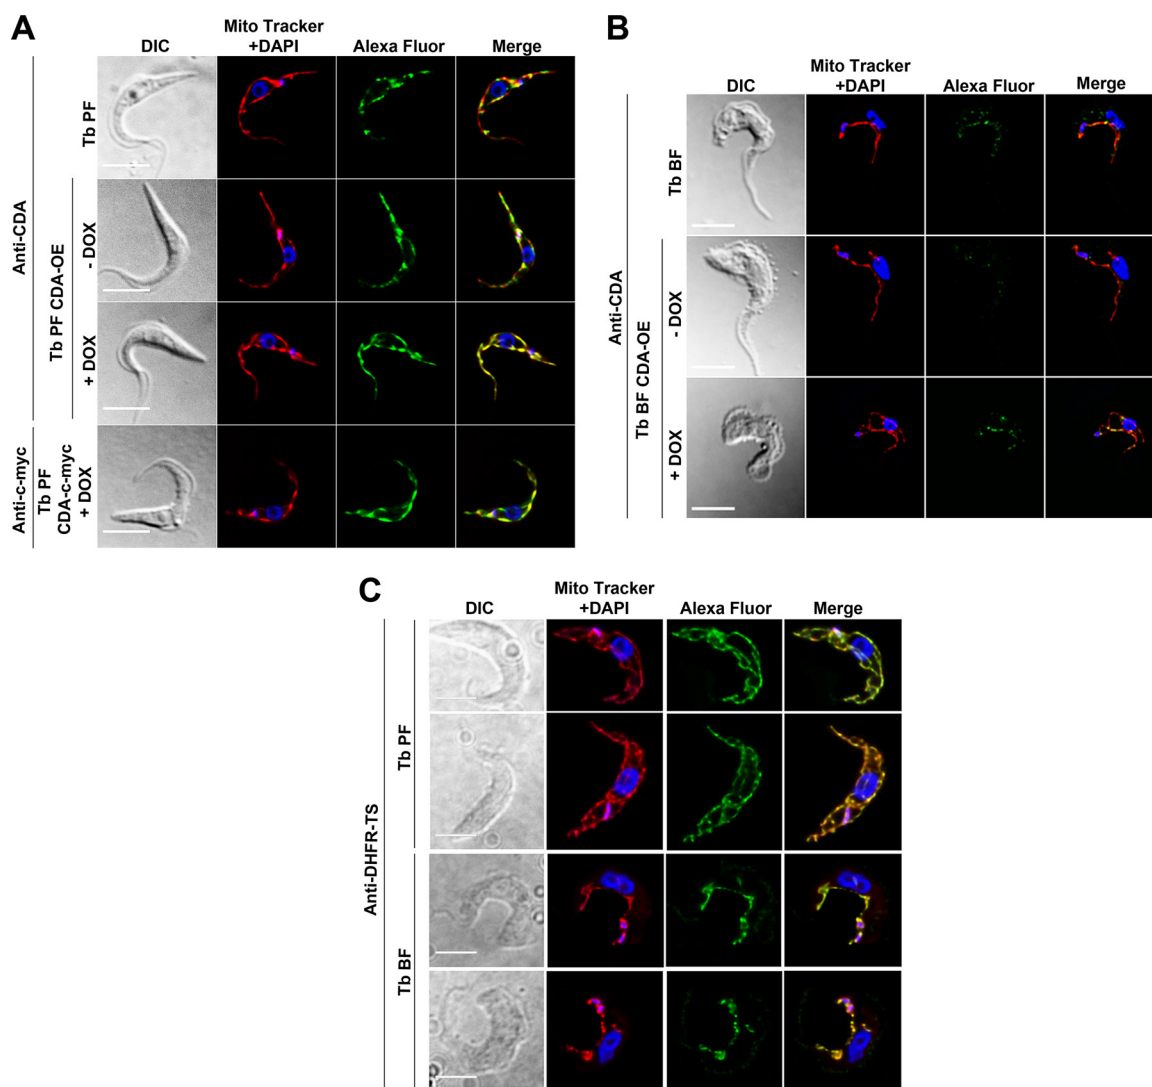 A
DIC
Mito Tracker
+DAPI
Alexa Fluor
Merge
Anti-CDA
Tb PF
Tb PF CDA-OE
- DOX
+ DOX
Anti-c-myc
Tb PF
CDA-c-myc
+ DOX
B
DIC
Mito Tracker
+DAPI
Alexa Fluor
Merge
Anti-CDA
Tb BF
Tb BF CDA-OE
- DOX
+ DOX
C
DIC
Mito Tracker
+DAPI
Alexa Fluor
Merge
Anti-DHFR-TS
Tb PF
Tb BF